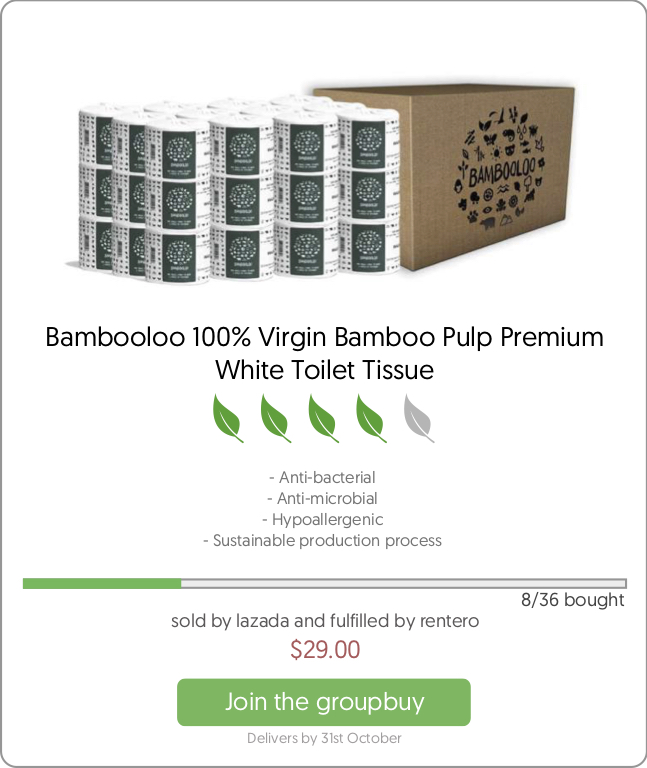 BAMBOOLOO
Bambooloo 100% Virgin Bamboo Pulp Premium
White Toilet Tissue
- Anti-bacterial
- Anti-microbial
- Hypoallergenic
- Sustainable production process
8/36 bought
sold by lazada and fulfilled by rentero
$29.00
Join the groupbuy
Delivers by 31st October